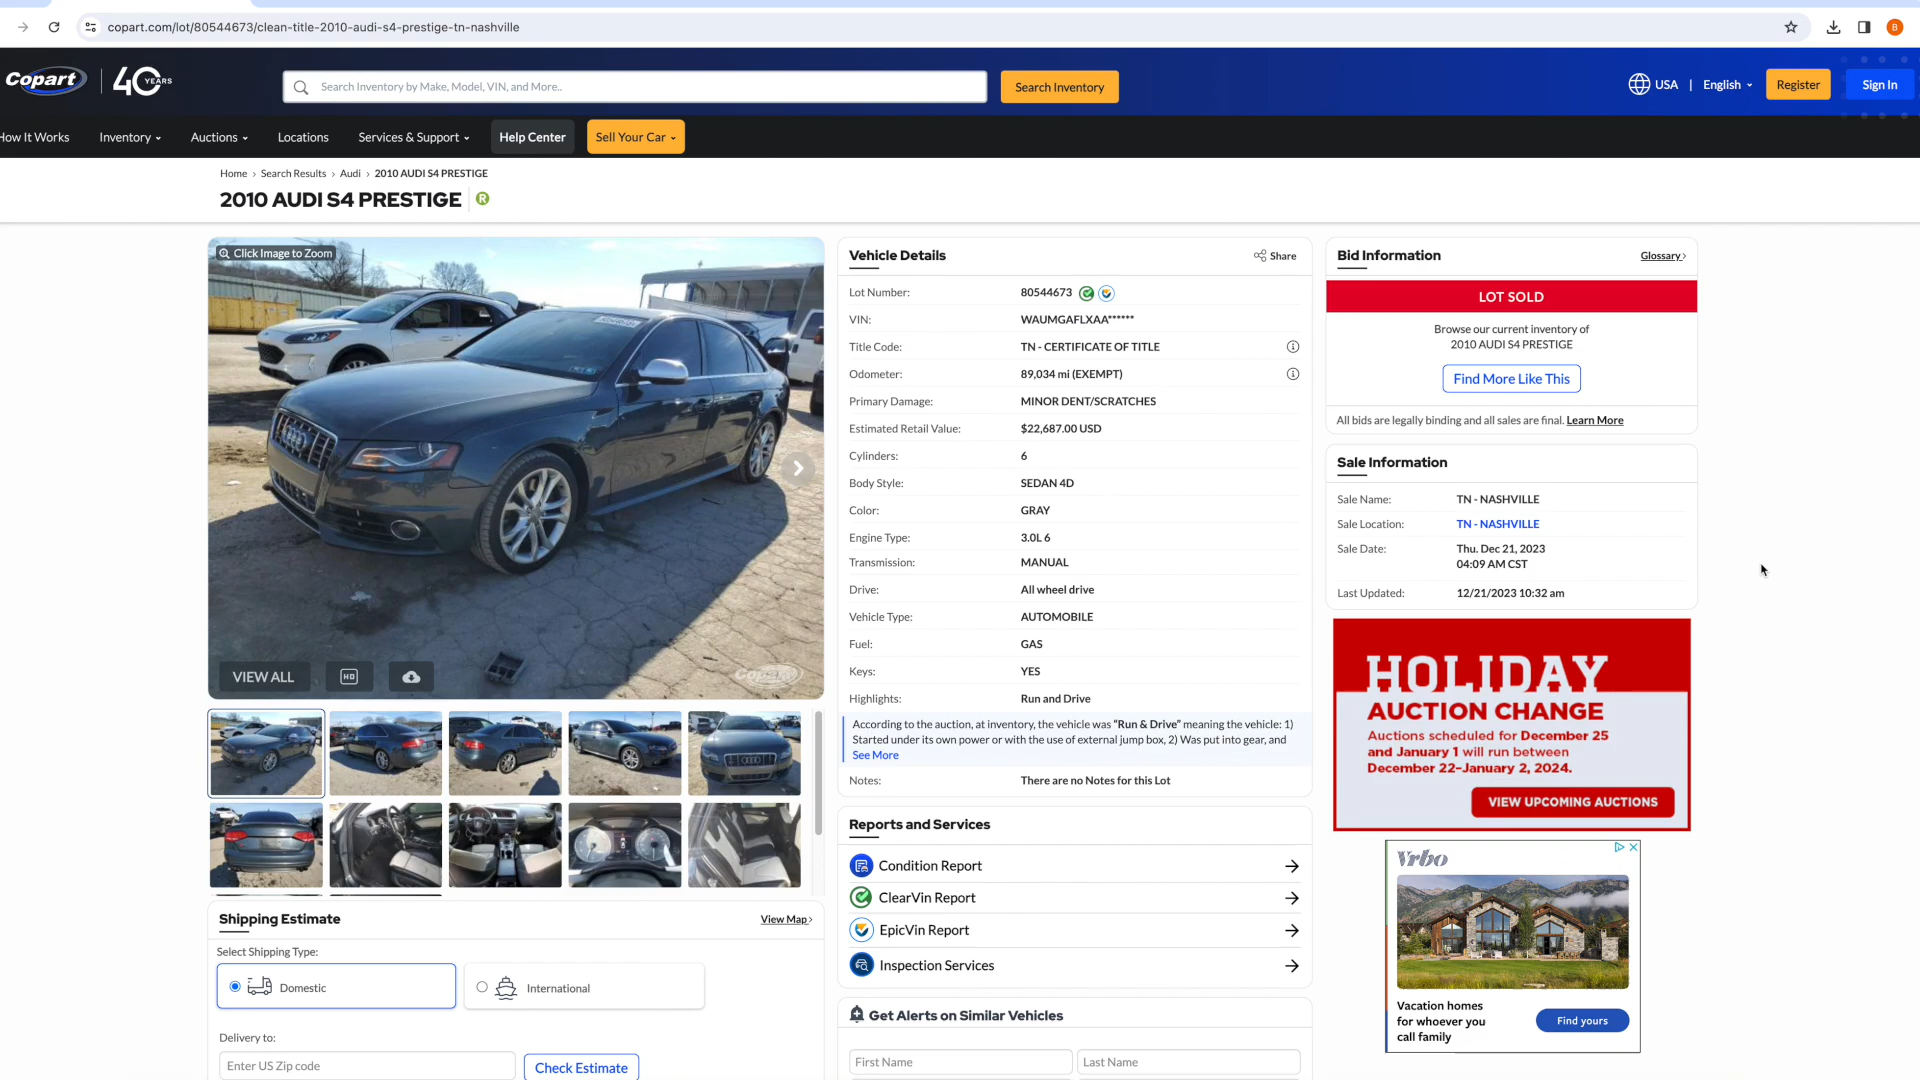 copart.com/lot/80544673/clean-title-2010-audi-s4-prestige-tn-nashville
B
Copart
40 YEARS
Search Inventory by Make, Model, VIN, and More..
Search Inventory
USA | English
Register
Sign In
How It Works
Inventory
Auctions
Locations
Services & Support
Help Center
Sell Your Car
Home › Search Results › Audi › 2010 AUDI S4 PRESTIGE
2010 AUDI S4 PRESTIGE
R
Click Image to Zoom
VIEW ALL
HD
Copart
Shipping Estimate
View Map›
Select Shipping Type:
Domestic
International
Delivery to:
Enter US Zip code
Check Estimate
Vehicle Details
Share
Lot Number: 80544673
VIN: WAUMGAFLXAA******
Title Code: TN - CERTIFICATE OF TITLE
Odometer: 89,034 mi (EXEMPT)
Primary Damage: MINOR DENT/SCRATCHES
Estimated Retail Value: $22,687.00 USD
Cylinders: 6
Body Style: SEDAN 4D
Color: GRAY
Engine Type: 3.0L 6
Transmission: MANUAL
Drive: All wheel drive
Vehicle Type: AUTOMOBILE
Fuel: GAS
Keys: YES
Highlights: Run and Drive
According to the auction, at inventory, the vehicle was “Run & Drive” meaning the vehicle: 1)
Started under its own power or with the use of external jump box, 2) Was put into gear, and
See More
Notes: There are no Notes for this Lot
Reports and Services
Condition Report
ClearVin Report
EpicVin Report
Inspection Services
Get Alerts on Similar Vehicles
First Name
Last Name
Bid Information
Glossary›
LOT SOLD
Browse our current inventory of
2010 AUDI S4 PRESTIGE
Find More Like This
All bids are legally binding and all sales are final. Learn More
Sale Information
Sale Name: TN - NASHVILLE
Sale Location: TN - NASHVILLE
Sale Date: Thu. Dec 21, 2023
04:09 AM CST
Last Updated: 12/21/2023 10:32 am
HOLIDAY
AUCTION CHANGE
Auctions scheduled for December 25
and January 1 will run between
December 22–January 2, 2024.
VIEW UPCOMING AUCTIONS
Vrbo
Vacation homes
for whoever you
call family
Find yours